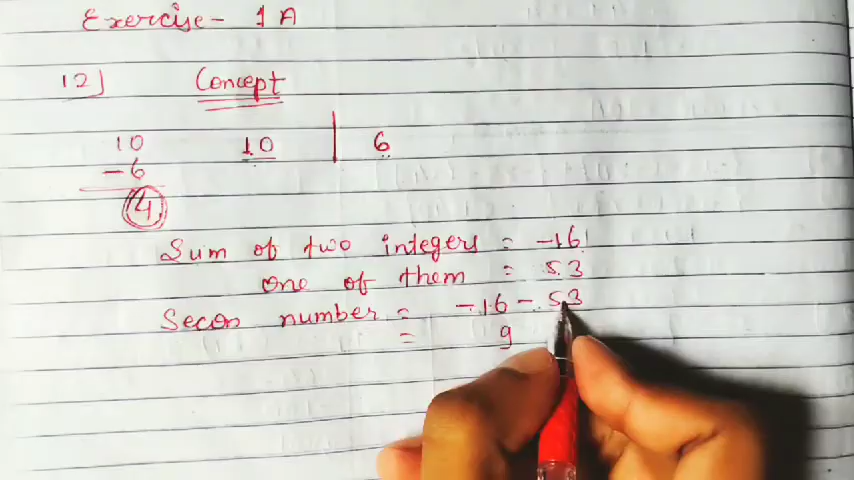 Exercise- 1A
12) Concept
10 10 | 6
-6
4
Sum of two integers = -16
one of them = 53
Secon number = -16-53
= 9